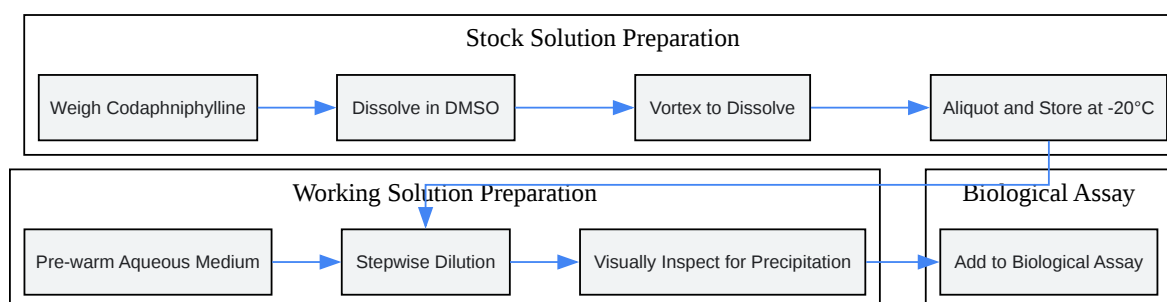 Stock Solution Preparation
Weigh Codaphniphylline
Dissolve in DMSO
Vortex to Dissolve
Aliquot and Store at -20°C
Working Solution Preparation
Pre-warm Aqueous Medium
Stepwise Dilution
Visually Inspect for Precipitation
Biological Assay
Add to Biological Assay